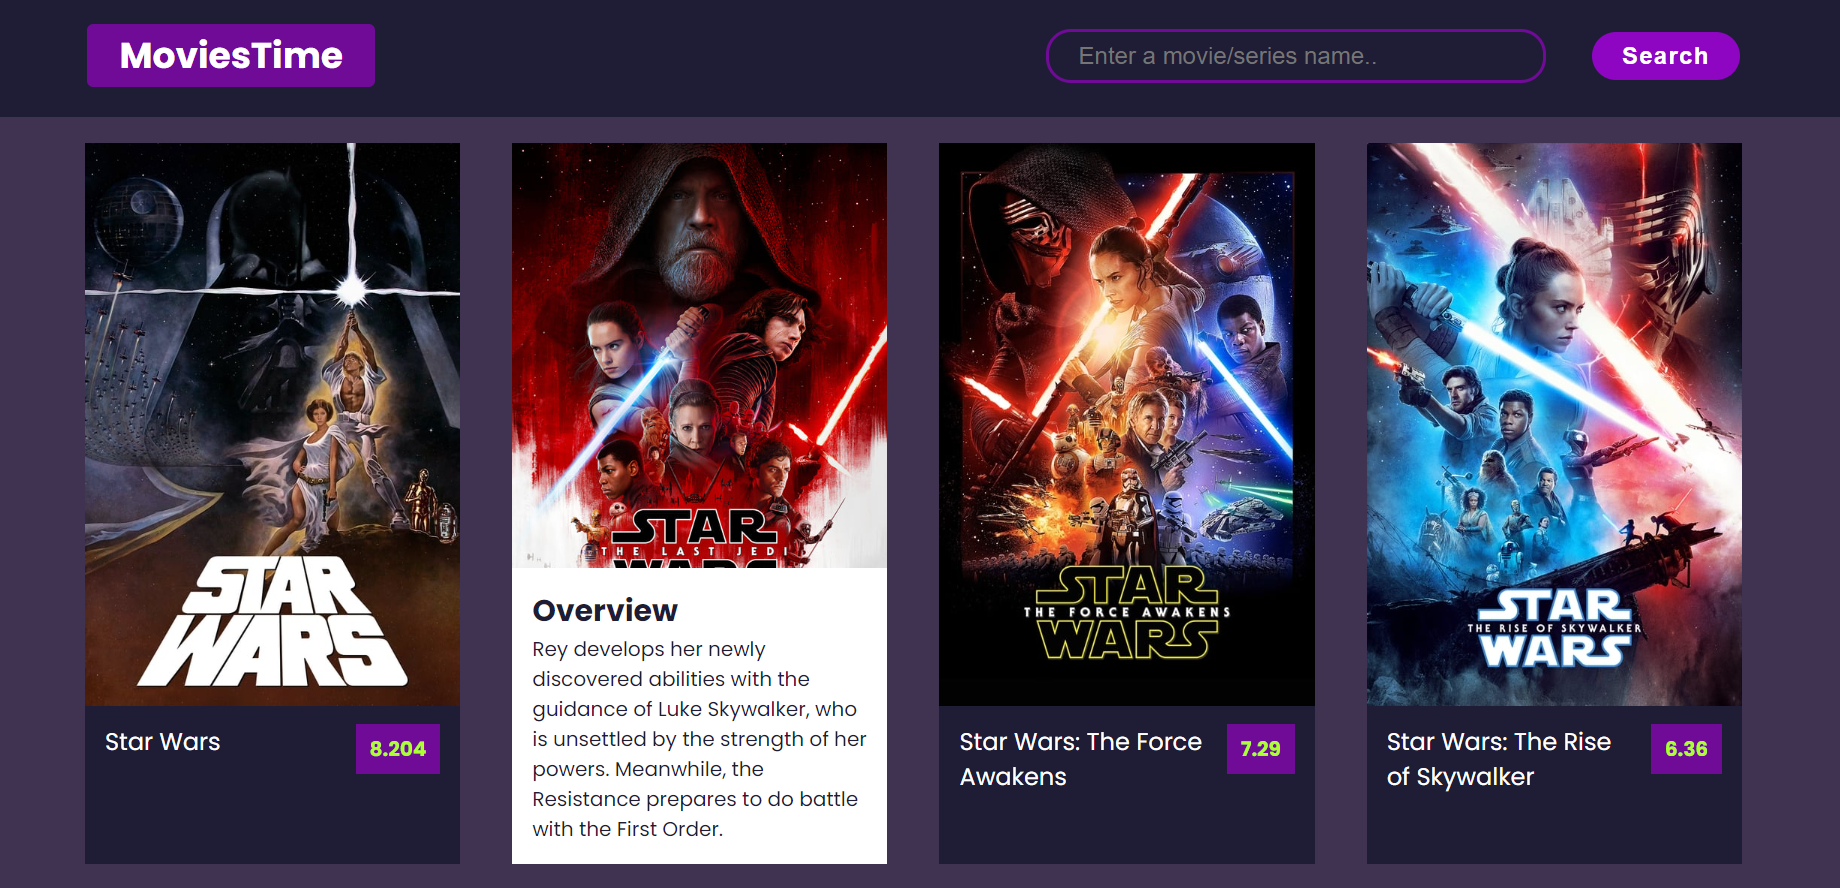 MoviesTime
Enter a movie/series name..
Search
STAR
WARS
Star Wars
8.204
STAR
THE LAST JEDI
WARS
Overview
Rey develops her newly
discovered abilities with the
guidance of Luke Skywalker, who
is unsettled by the strength of her
powers. Meanwhile, the
Resistance prepares to do battle
with the First Order.
STAR
THE FORCE AWAKENS
WARS
Star Wars: The Force
Awakens
7.29
STAR
THE RISE OF SKYWALKER
WARS
Star Wars: The Rise
of Skywalker
6.36